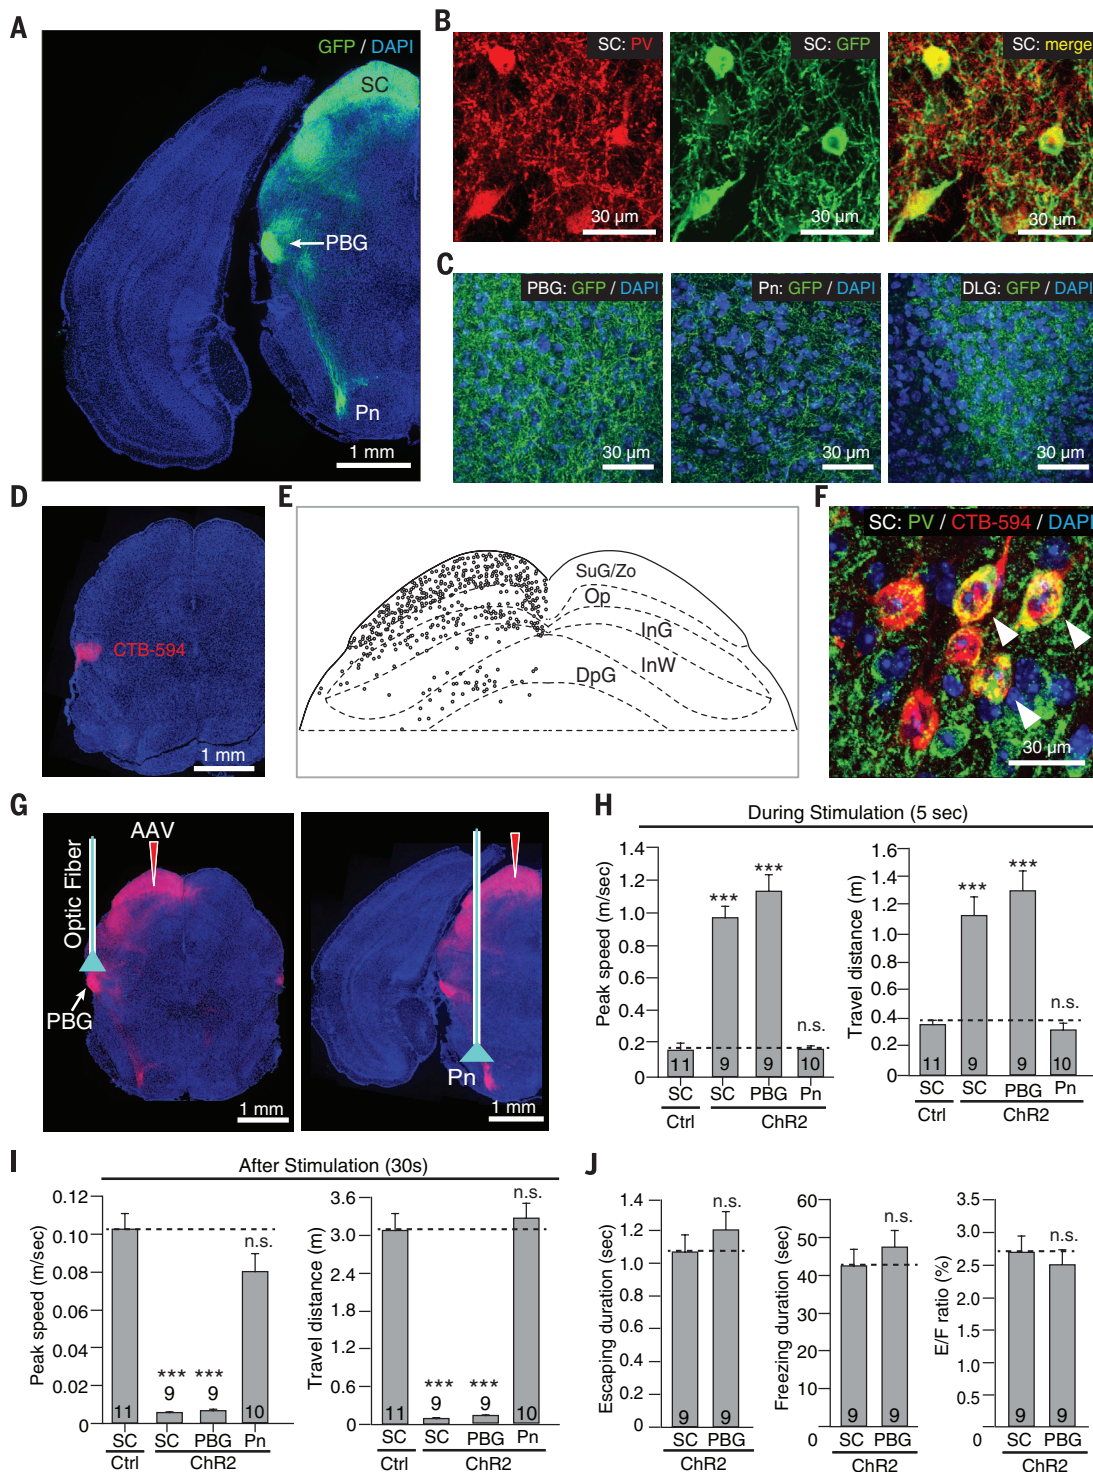 A
GFP / DAPI
SC
PBG
Pn
1 mm
B
SC: PV
30 µm
SC: GFP
30 µm
SC: merge
30 µm
C
PBG: GFP / DAPI
30 µm
Pn: GFP / DAPI
30 µm
DLG: GFP / DAPI
30 µm
D
CTB-594
1 mm
E
SuG/Zo
Op
InG
InW
DpG
F
SC: PV / CTB-594 / DAPI
30 µm
G
AAV
Optic Fiber
PBG
1 mm
Pn
1 mm
H
During Stimulation (5 sec)
Peak speed (m/sec)
1.4
1.2
1.0
0.8
0.6
0.4
0.2
0
***
***
n.s.
11
9
9
10
SC
SC
PBG
Pn
Ctrl
ChR2
Travel distance (m)
1.6
1.4
1.2
1.0
0.8
0.6
0.4
0.2
0
***
***
n.s.
11
9
9
10
SC
SC
PBG
Pn
Ctrl
ChR2
I
After Stimulation (30s)
Peak speed (m/sec)
0.12
0.10
0.08
0.06
0.04
0.02
0
n.s.
***
***
11
9
9
10
SC
SC
PBG
Pn
Ctrl
ChR2
Travel distance (m)
3.6
3.0
2.4
1.8
1.2
0.6
0
n.s.
***
***
11
9
9
10
SC
SC
PBG
Pn
Ctrl
ChR2
J
Escaping duration (sec)
1.4
1.2
1.0
0.8
0.6
0.4
0.2
0
n.s.
9
9
SC
PBG
ChR2
Freezing duration (sec)
60
50
40
30
20
10
0
n.s.
9
9
SC
PBG
ChR2
E/F ratio (%)
3.5
3.0
2.5
2.0
1.5
1.0
0.5
0
n.s.
9
9
SC
PBG
ChR2